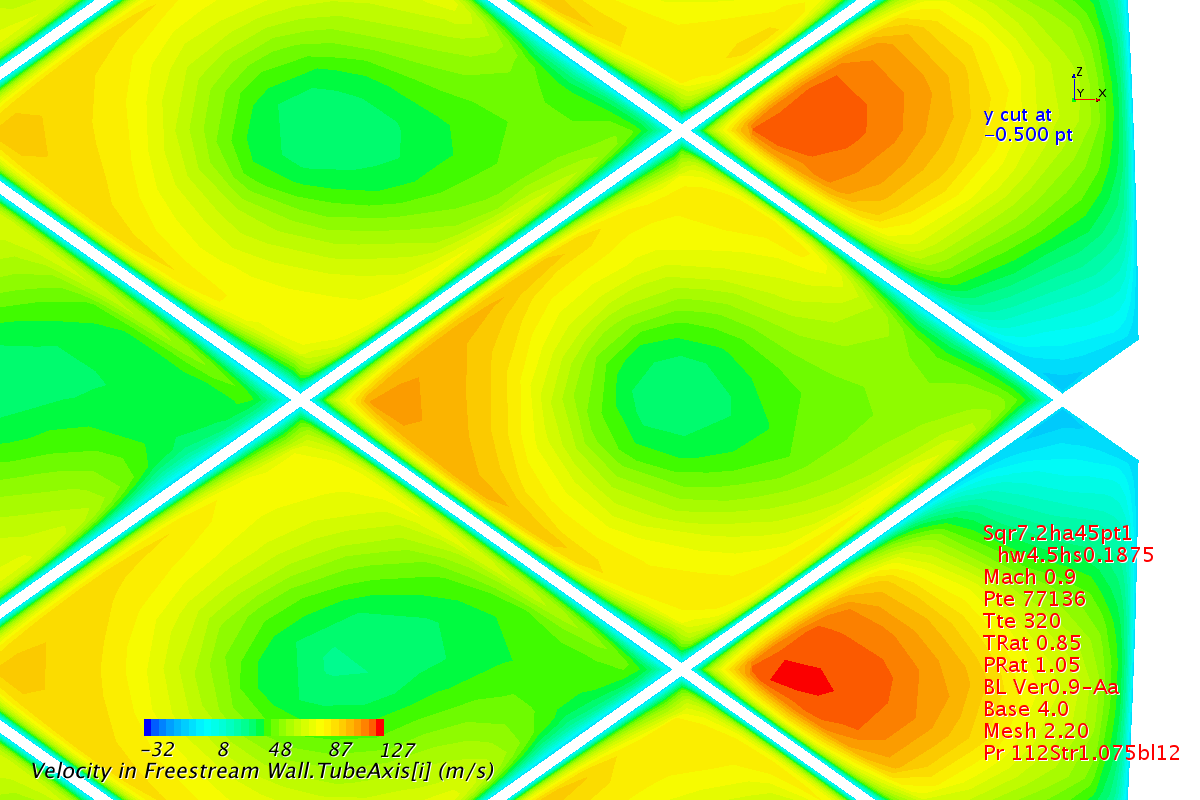 Z
Y X
y cut at
−0.500 pt
Sqr7.2ha45pt1
hw4.5hs0.1875
Mach 0.9
Pte 77136
Tte 320
TRat 0.85
PRat 1.05
BL Ver0.9−Aa
Base 4.0
Mesh 2.20
Pr 112Str1.075bl12
−32 8 48 87 127
Velocity in Freestream Wall.TubeAxis[i] (m/s)